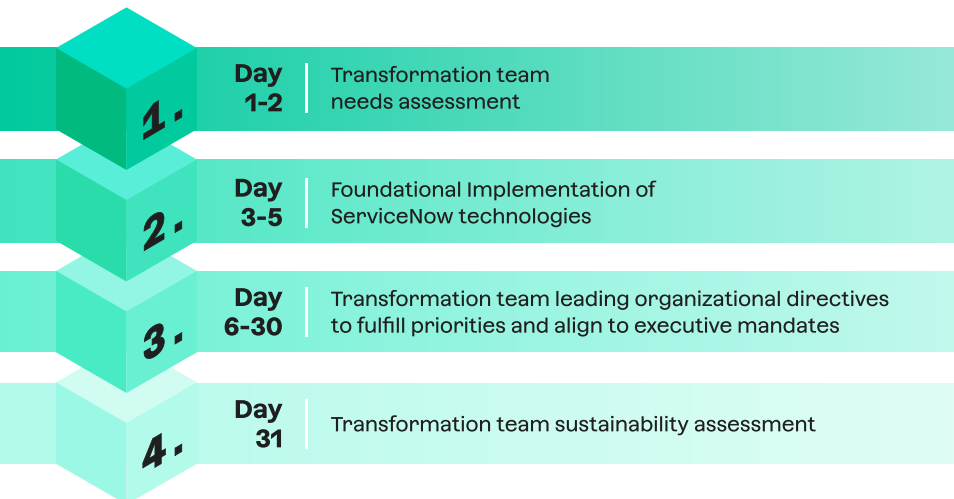 1.
Day
1-2
Transformation team
needs assessment
2.
Day
3-5
Foundational Implementation of
ServiceNow technologies
3.
Day
6-30
Transformation team leading organizational directives
to fulfill priorities and align to executive mandates
4.
Day
31
Transformation team sustainability assessment